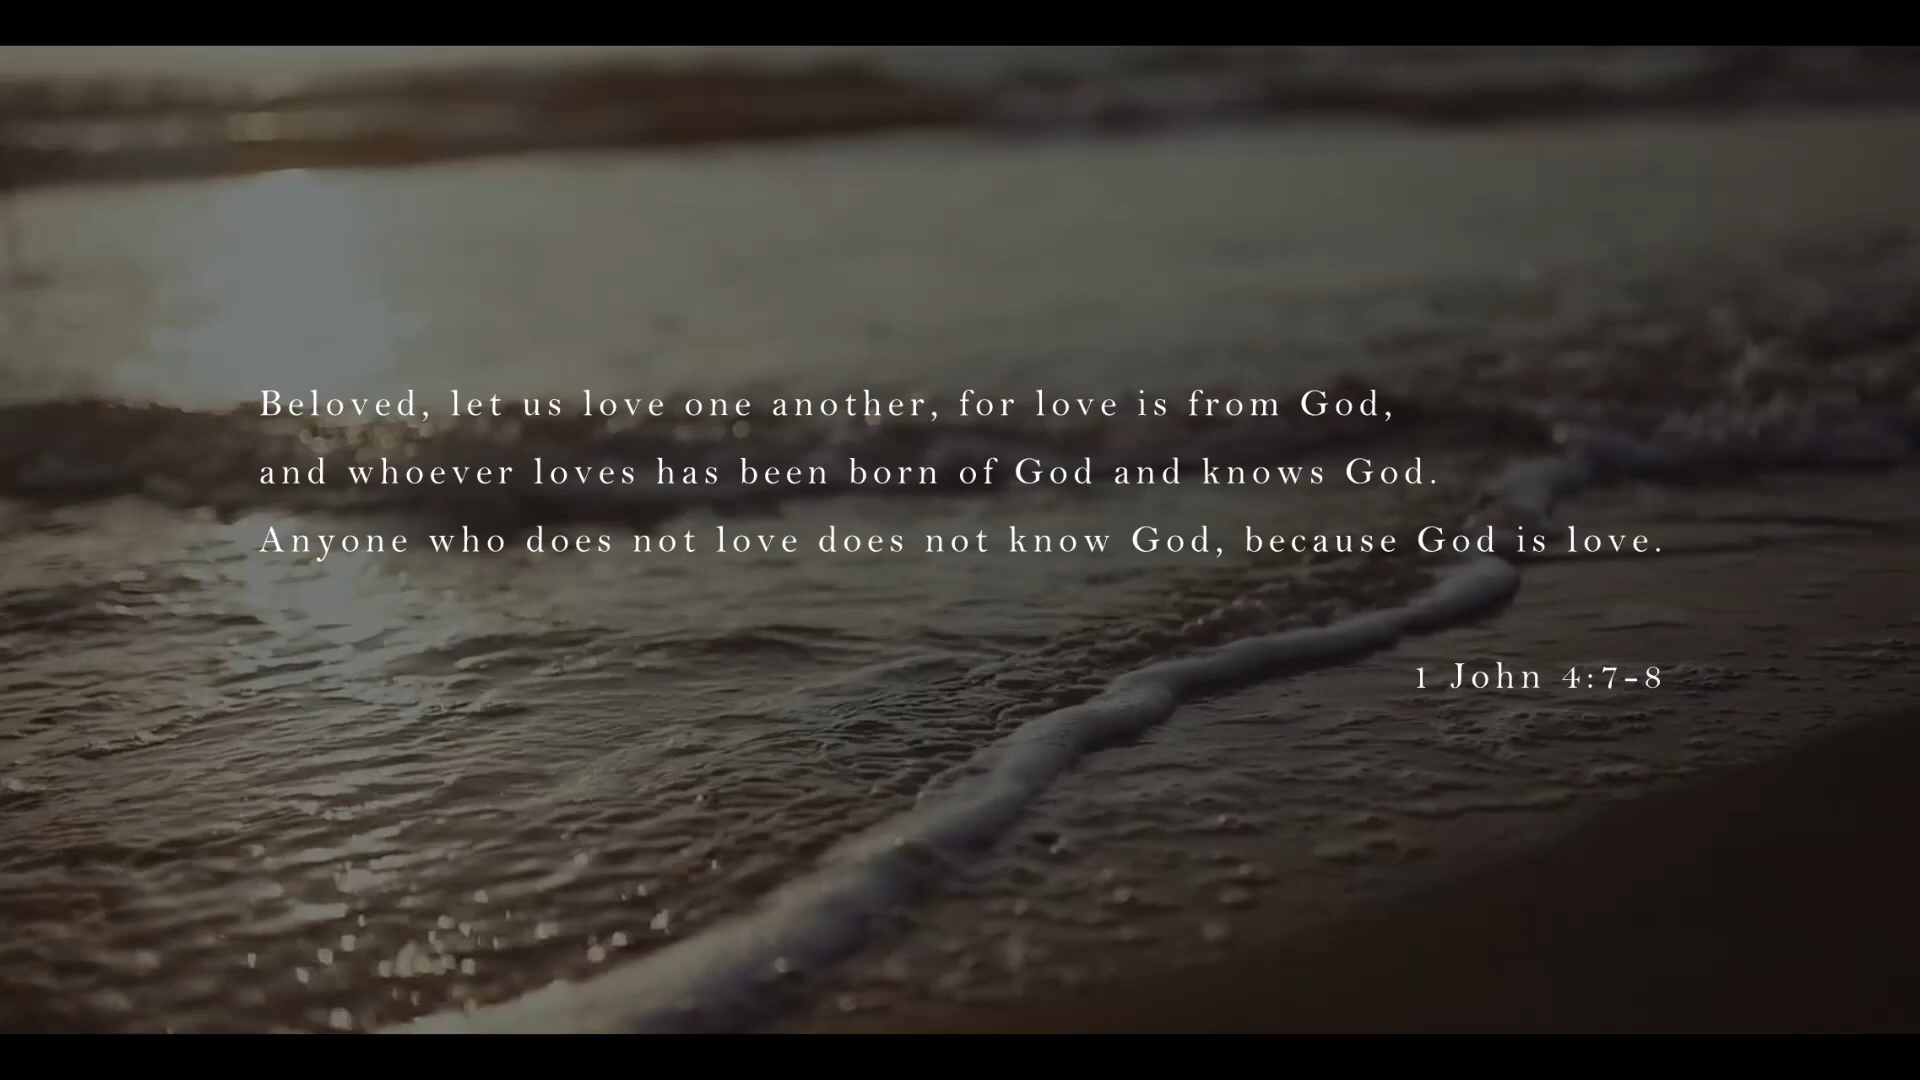 Beloved, let us love one another, for love is from God,
and whoever loves has been born of God and knows God.
Anyone who does not love does not know God, because God is love.
1 John 4:7-8